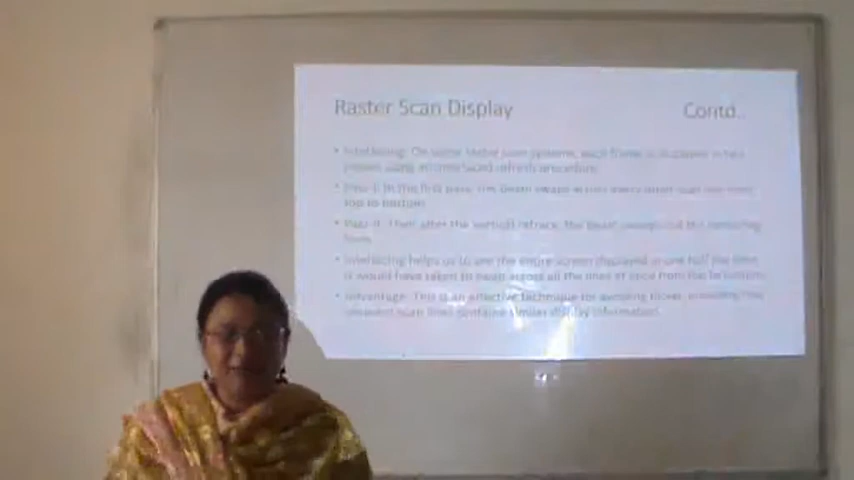 Raster Scan Display Contd..
• Interlacing: On some raster scan systems, each frame is displayed in two
passes using an interlaced refresh procedure.
• Pass-I: In the first pass, the beam sweeps across every other scan line from
top to bottom.
• Pass-II: Then after the vertical retrace, the beam sweeps out the remaining
lines.
• Interlacing helps us to see the entire screen displayed in one half the time
it would have taken to sweep across all the lines at once from top to bottom.
• Advantage: This is an effective technique for avoiding flicker, providing that
adjacent scan lines contain similar display information.